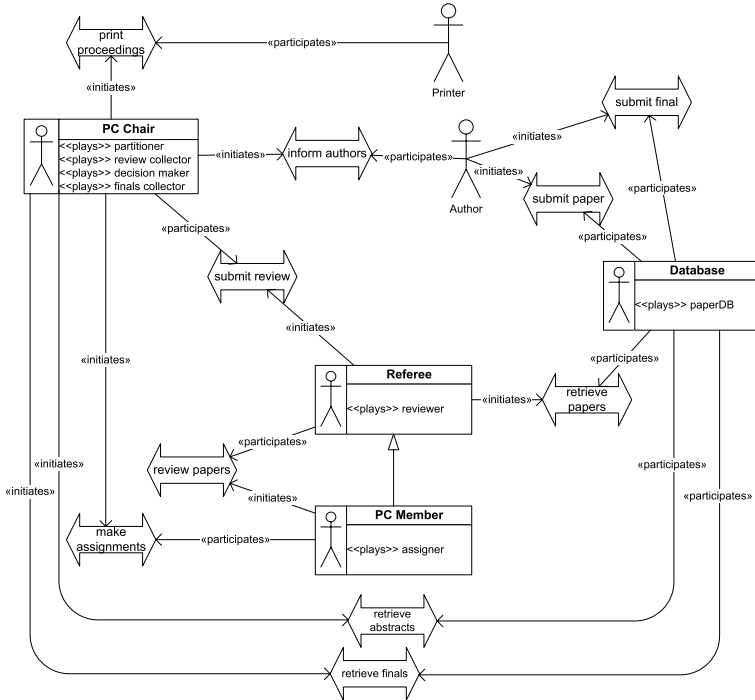 print
proceedings
«participates»
Printer
«initiates»
submit final
PC Chair
<<plays>> partitioner
<<plays>> review collector
<<plays>> decision maker
<<plays>> finals collector
«initiates»
inform authors
«participates»
Author
«initiates»
«initiates»
submit paper
«participates»
«participates»
«participates»
submit review
Database
<<plays>> paperDB
«initiates»
«participates»
«initiates»
Referee
<<plays>> reviewer
«initiates»
retrieve
papers
«participates»
review papers
«initiates»
«initiates»
«initiates»
«participates»
«participates»
PC Member
<<plays>> assigner
make
assignments
«participates»
retrieve
abstracts
retrieve finals